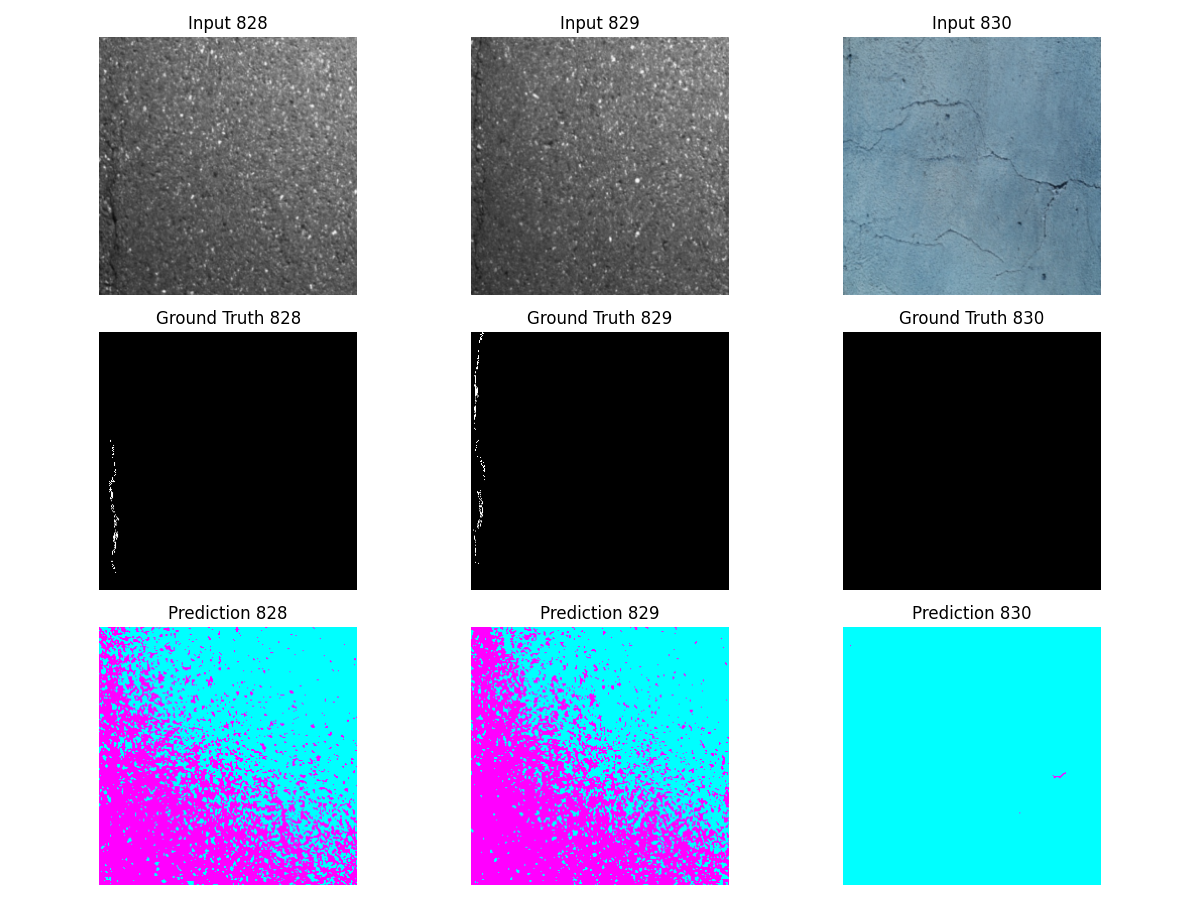 Input 828
Input 829
Input 830
Ground Truth 828
Ground Truth 829
Ground Truth 830
Prediction 828
Prediction 829
Prediction 830